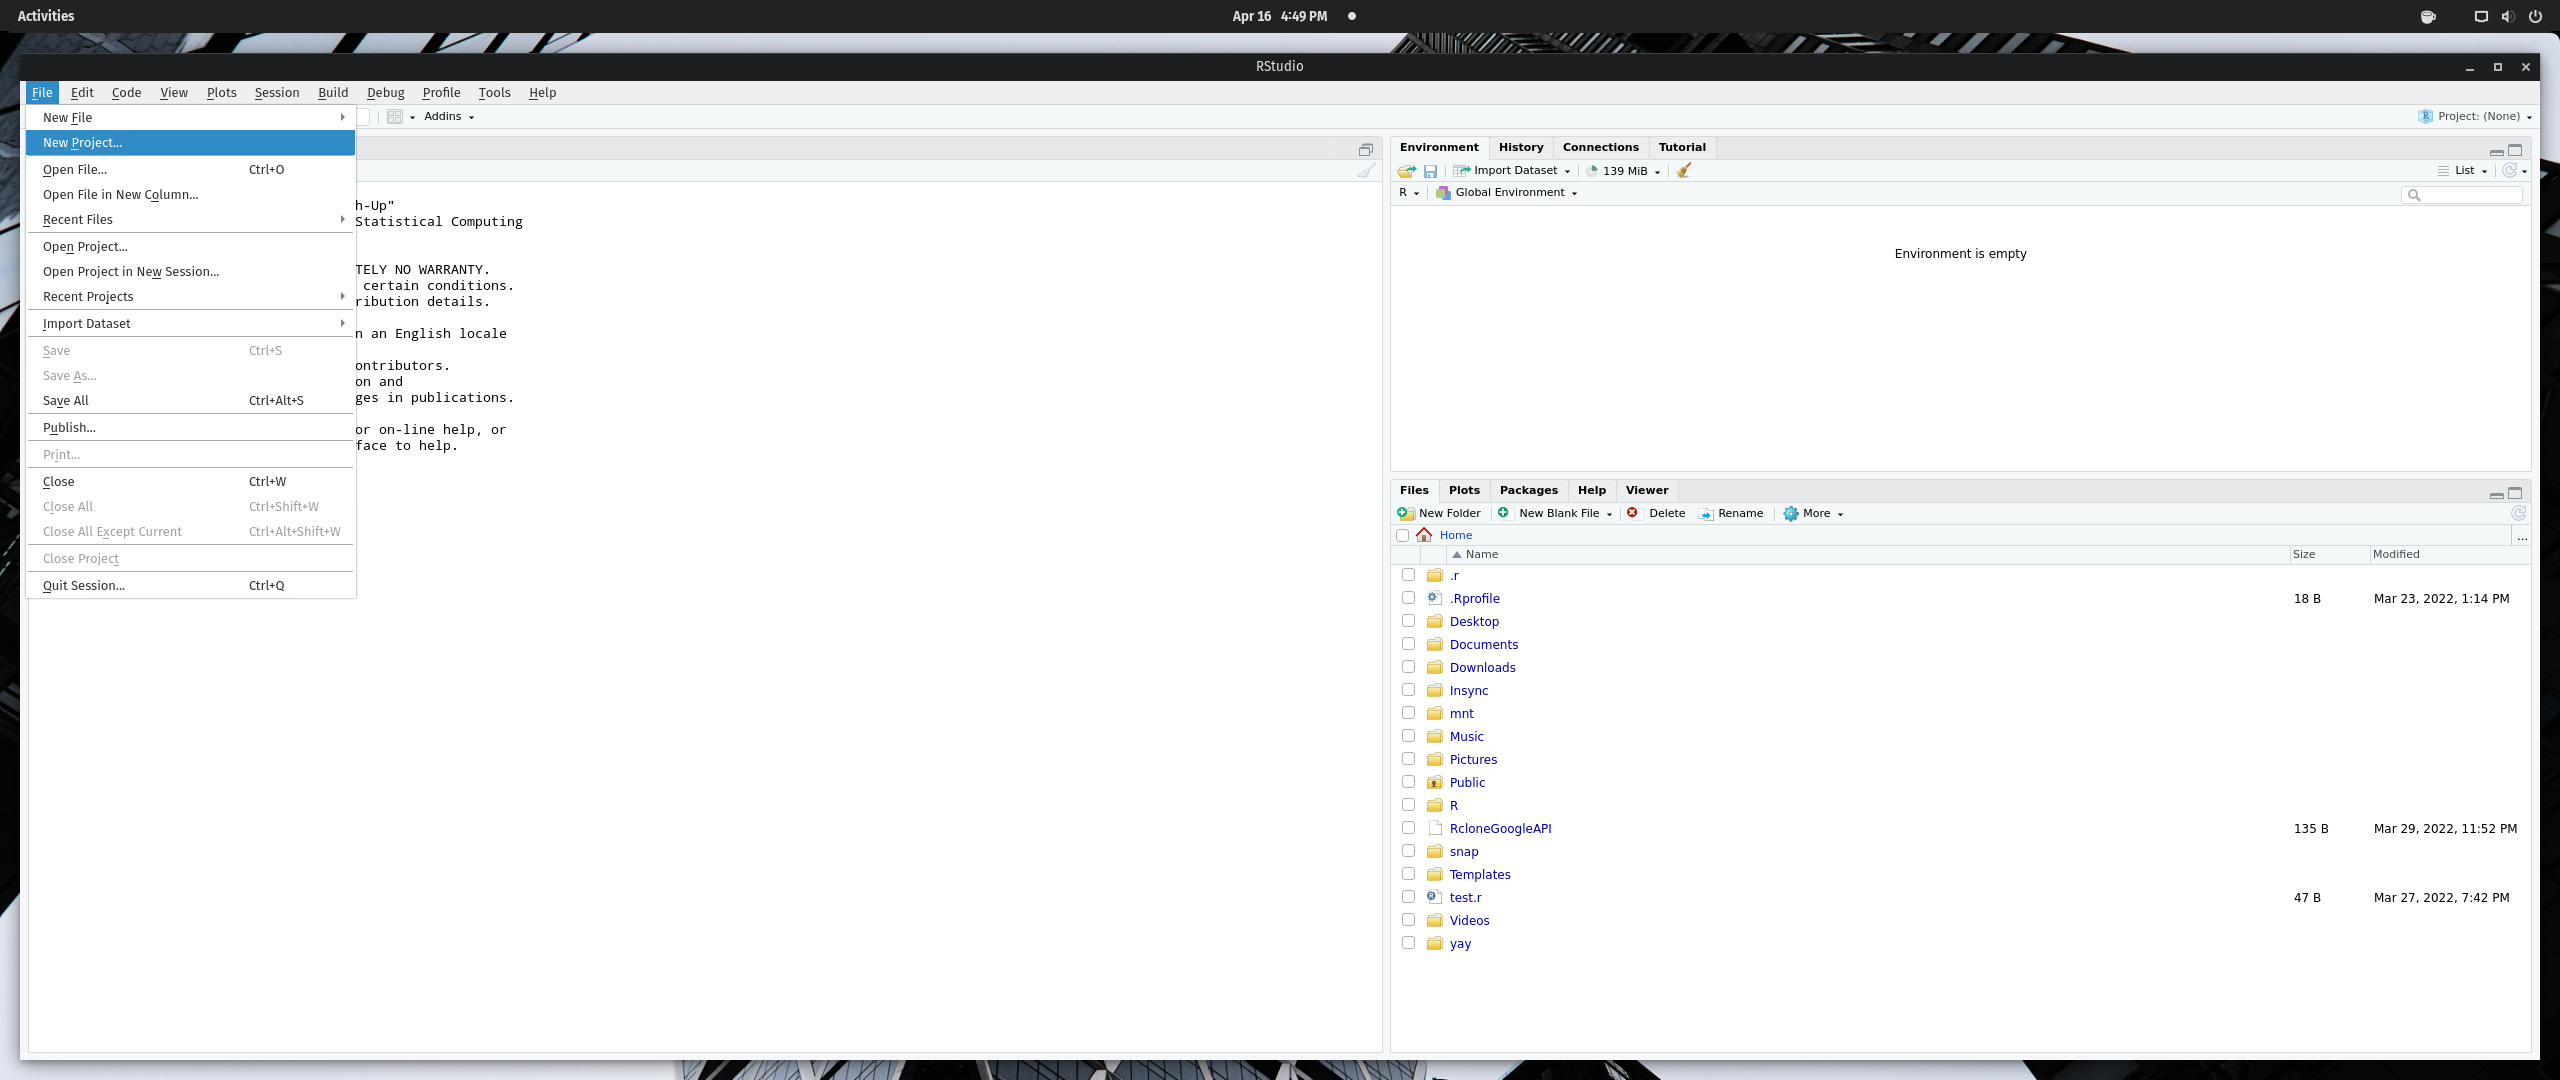 Activities
Apr 16 4:49 PM
RStudio
File Edit Code View Plots Session Build Debug Profile Tools Help
Addins
Project: (None)
New File
New Project...
Open File... Ctrl+O
Open File in New Column...
Recent Files
Open Project...
Open Project in New Session...
Recent Projects
Import Dataset
Save Ctrl+S
Save As...
Save All Ctrl+Alt+S
Publish...
Print...
Close Ctrl+W
Close All Ctrl+Shift+W
Close All Except Current Ctrl+Alt+Shift+W
Close Project
Quit Session... Ctrl+Q
h-Up"
Statistical Computing
TELY NO WARRANTY.
certain conditions.
ribution details.
n an English locale
ontributors.
on and
ges in publications.
or on-line help, or
face to help.
Environment History Connections Tutorial
Import Dataset 139 MiB List
R Global Environment
Environment is empty
Files Plots Packages Help Viewer
New Folder New Blank File Delete Rename More
Home ...
Name Size Modified
.r
.Rprofile 18 B Mar 23, 2022, 1:14 PM
Desktop
Documents
Downloads
Insync
mnt
Music
Pictures
Public
R
RcloneGoogleAPI 135 B Mar 29, 2022, 11:52 PM
snap
Templates
test.r 47 B Mar 27, 2022, 7:42 PM
Videos
yay